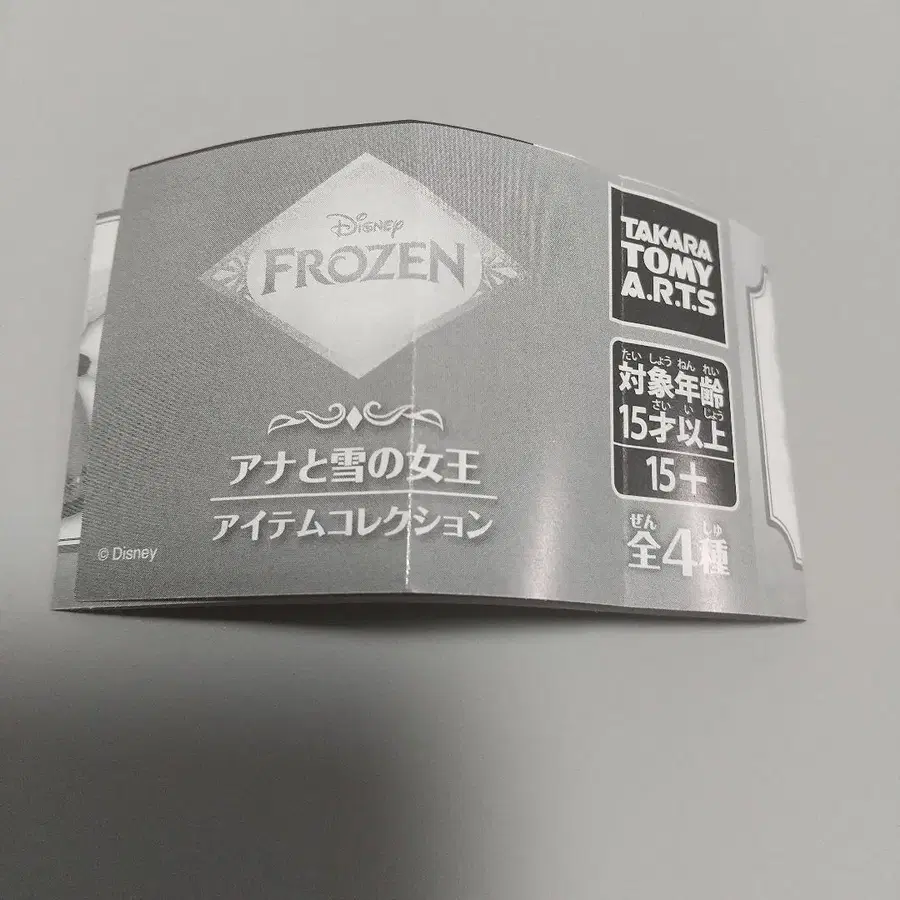 Disney
FROZEN
アナと雪の女王
アイテムコレクション
© Disney
TAKARA
TOMY
A.R.T.S
たい しょう ねん れい
対象年齢
さい い じょう
15才以上
15+
ぜん しゅ
全4種